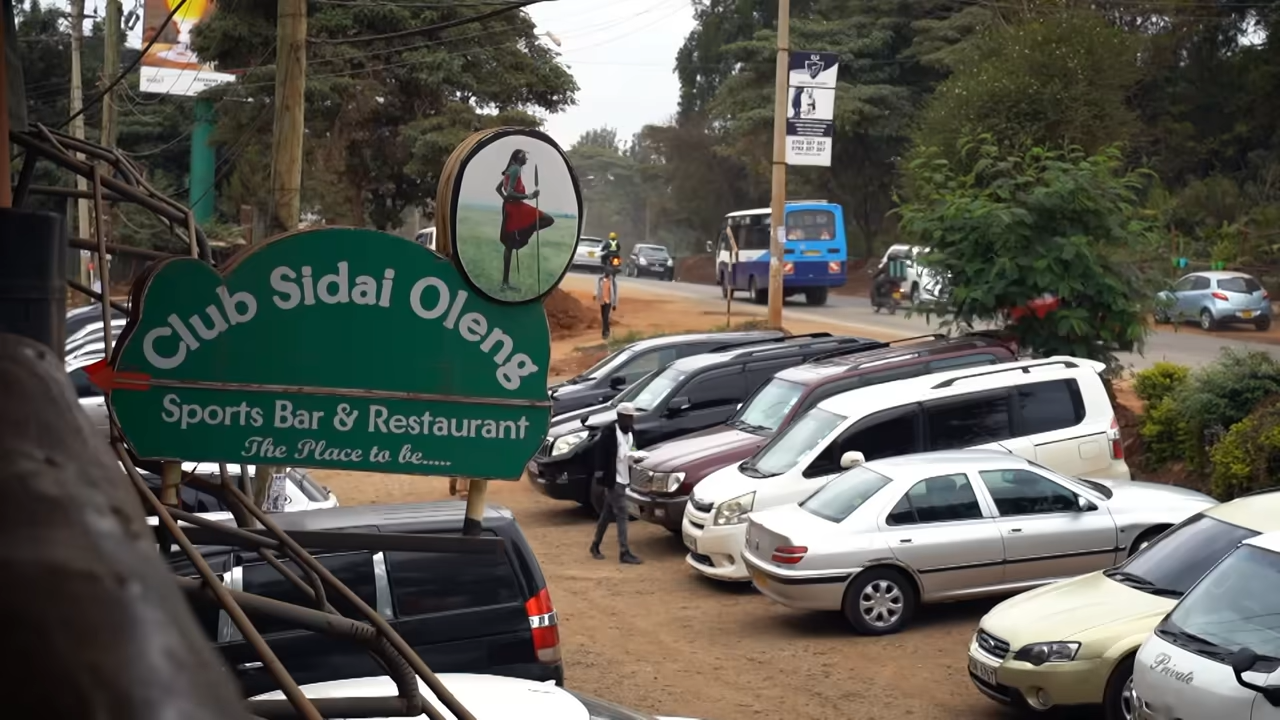 Club Sidai Oleng
Sports Bar & Restaurant
The Place to be.....
Private